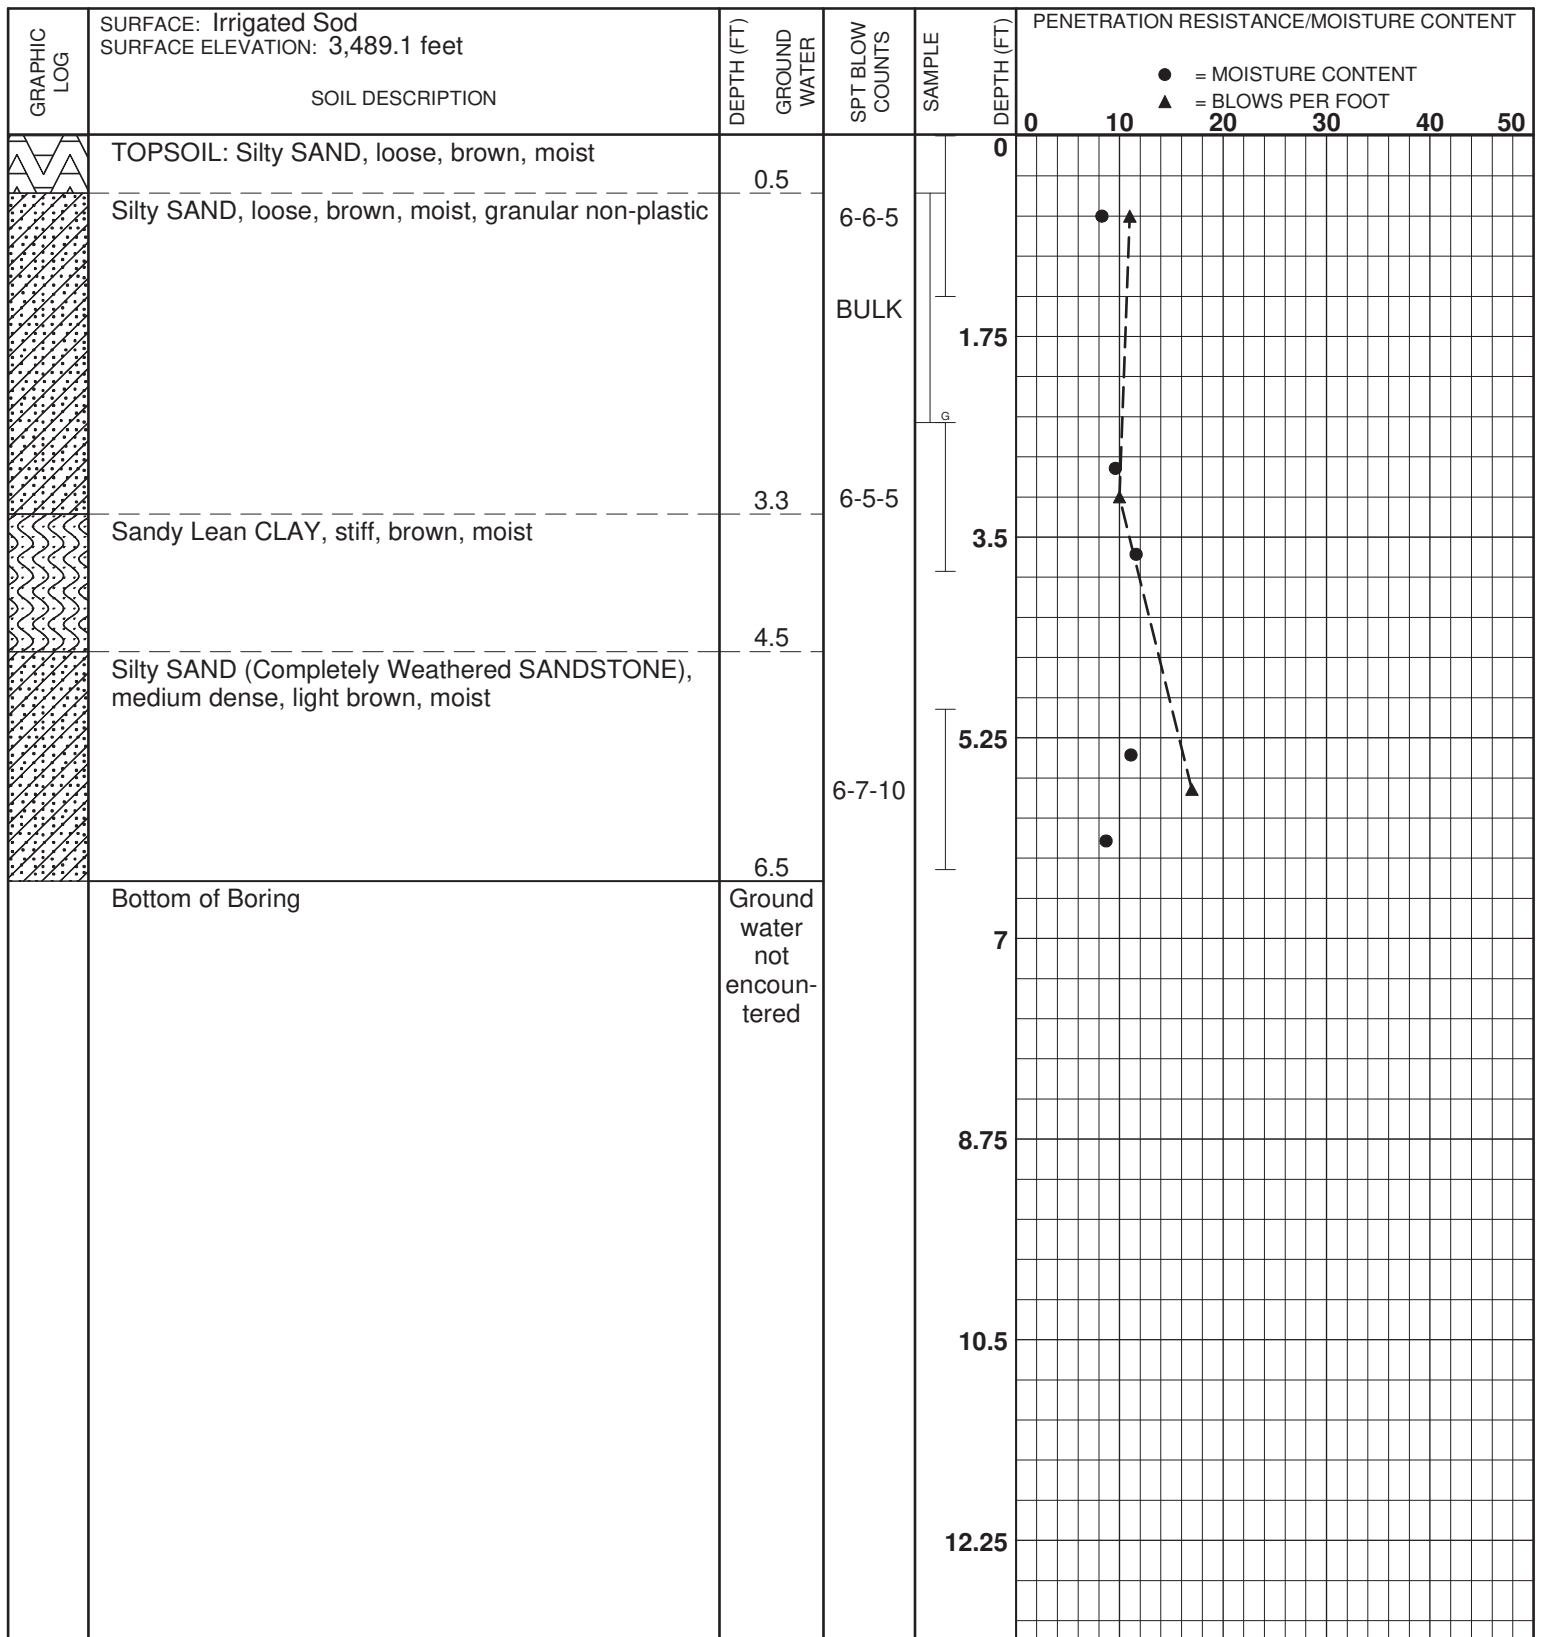 GRAPHIC
LOG
SURFACE: Irrigated Sod
SURFACE ELEVATION: 3,489.1 feet
SOIL DESCRIPTION
DEPTH (FT)
GROUND
WATER
SPT BLOW
COUNTS
SAMPLE
DEPTH (FT)
PENETRATION RESISTANCE/MOISTURE CONTENT
● = MOISTURE CONTENT
▲ = BLOWS PER FOOT
0 10 20 30 40 50
TOPSOIL: Silty SAND, loose, brown, moist
0
0.5
Silty SAND, loose, brown, moist, granular non-plastic
6-6-5
BULK
1.75
G
3.3
6-5-5
Sandy Lean CLAY, stiff, brown, moist
3.5
4.5
Silty SAND (Completely Weathered SANDSTONE),
medium dense, light brown, moist
5.25
6-7-10
6.5
Bottom of Boring
Ground
water
not
encoun-
tered
7
8.75
10.5
12.25